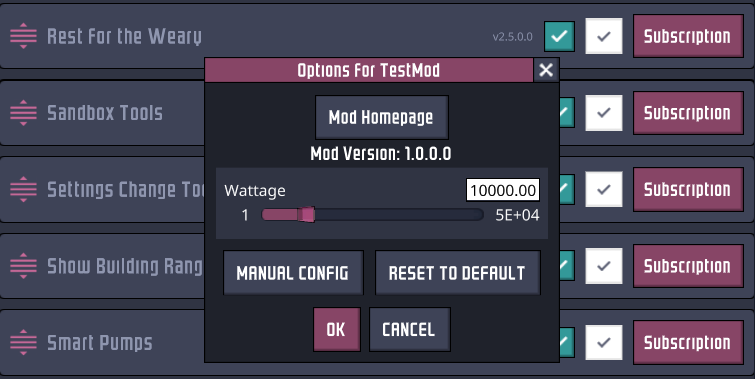 Rest For the Weary v2.5.0.0 Subscription
Options For TestMod
Mod Homepage
Sandbox Tools Subscription
Mod Version: 1.0.0.0
Settings Change Too Subscription
Wattage 10000.00
1 5E+04
Show Building Rang Subscription
MANUAL CONFIG RESET TO DEFAULT
OK CANCEL
Smart Pumps Subscription